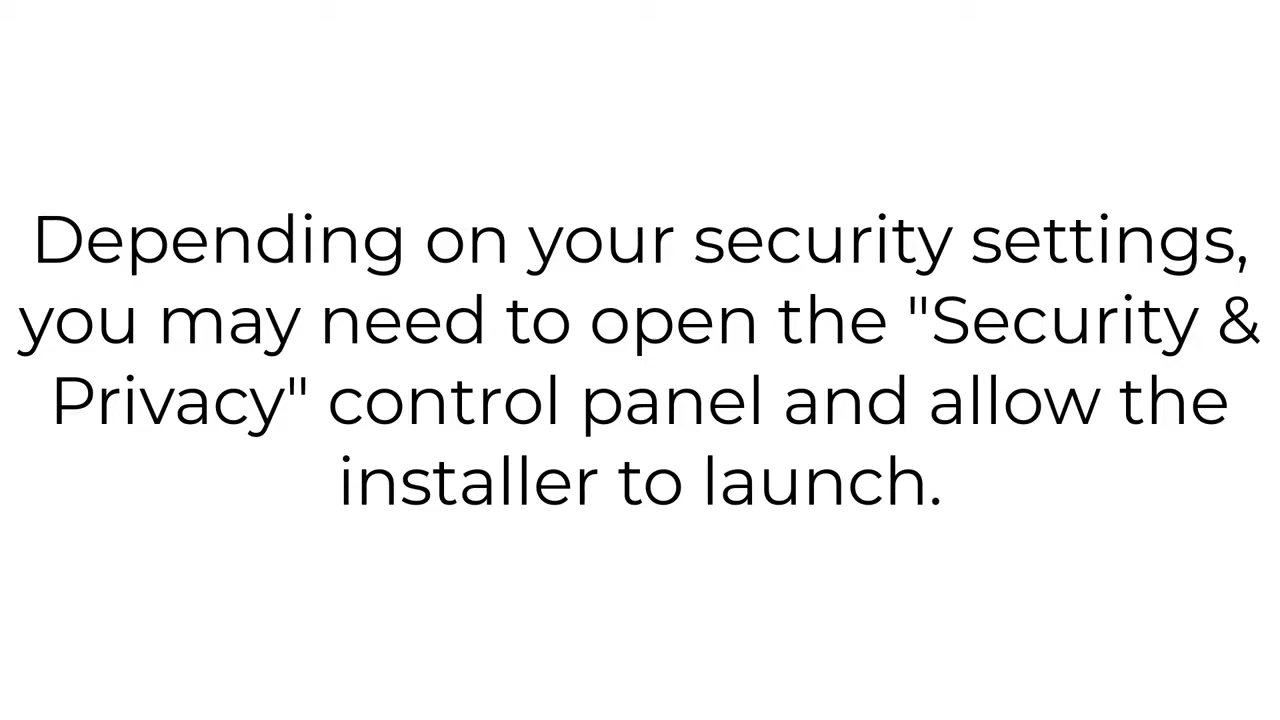 Depending on your security settings,
you may need to open the "Security &
Privacy" control panel and allow the
installer to launch.